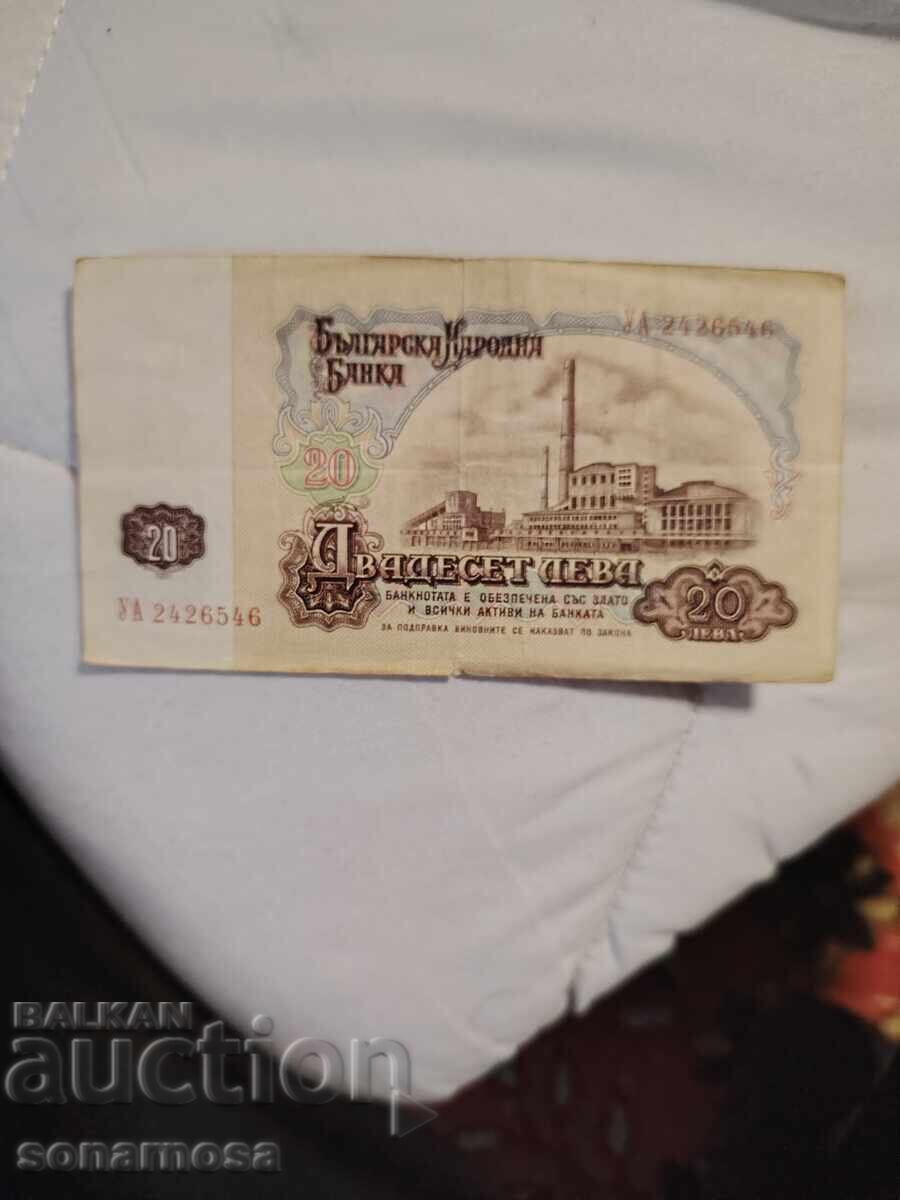 УА 2426546
Българска Народна
Банка
20
20
Двадесет лева
БАНКНОТАТА Е ОБЕЗПЕЧЕНА СЪС ЗЛАТО
И ВСИЧКИ АКТИВИ НА БАНКАТА
ЗА ПОДПРАВКА ВИНОВНИТЕ СЕ НАКАЗВАТ ПО ЗАКОНА
20
ЛЕВА
УА 2426546
BALKAN
auction
sonamosa